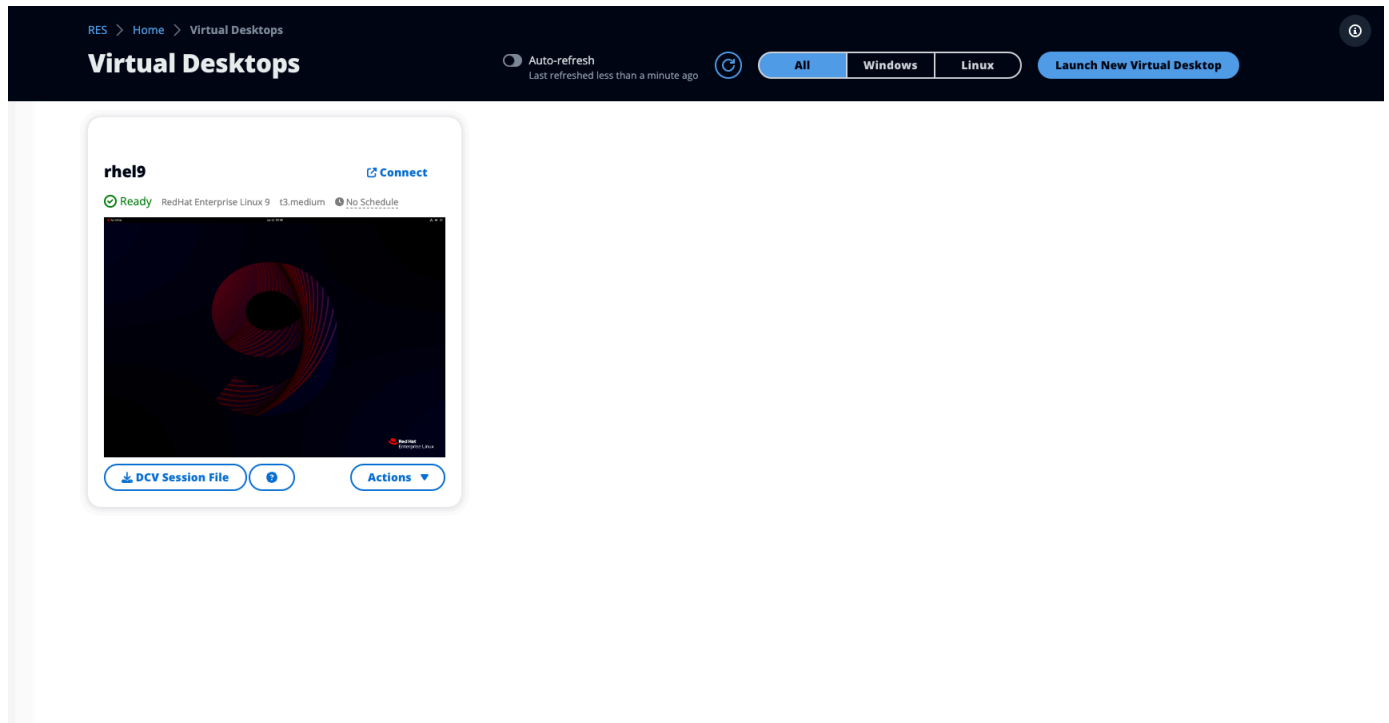 RES > Home > Virtual Desktops
Virtual Desktops
Auto-refresh
Last refreshed less than a minute ago
All Windows Linux
Launch New Virtual Desktop
rhel9
Connect
Ready RedHat Enterprise Linux 9 t3.medium No Schedule
Red Hat
Enterprise Linux
DCV Session File
?
Actions